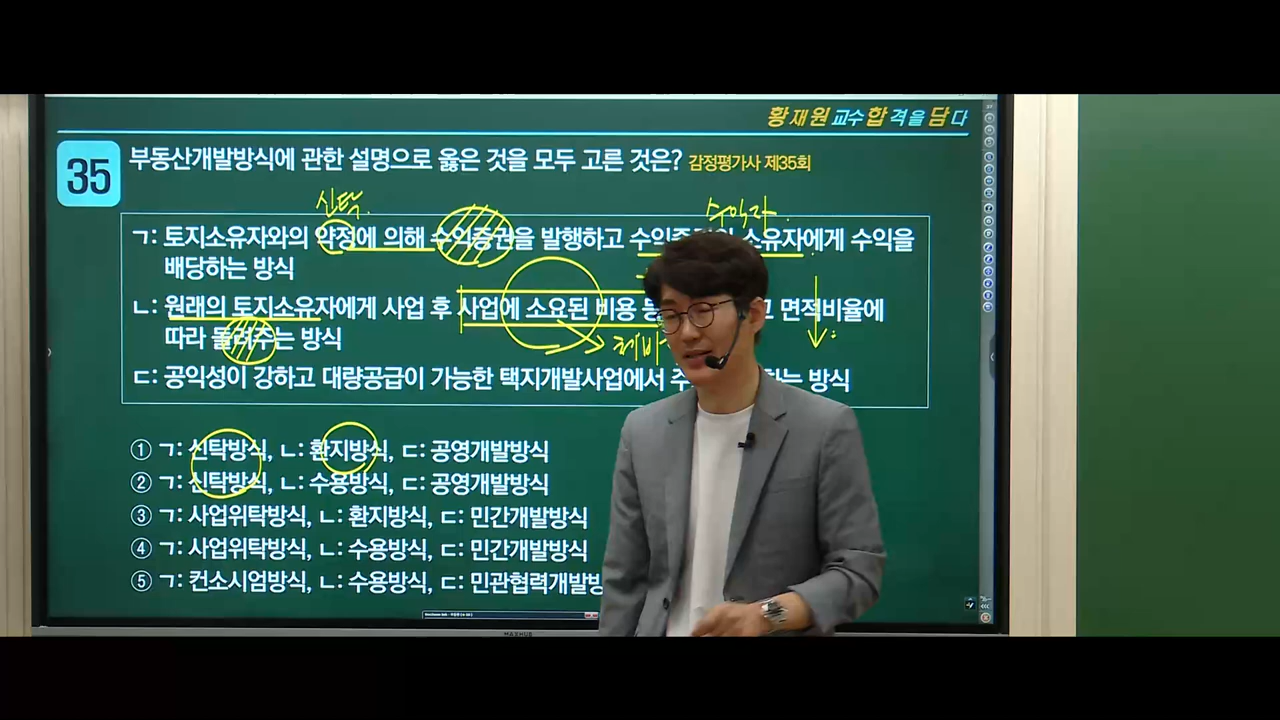 황재원 교수 합격을 담다
35
부동산개발방식에 관한 설명으로 옳은 것을 모두 고른 것은? 감정평가사 제35회
신탁.
수익자.
ㄱ: 토지소유자와의 약정에 의해 수익증권을 발행하고 소유자에게 수익을
배당하는 방식
ㄴ: 원래의 토지소유자에게 사업 후 사업에 소요된 비용 등 면적비율에
따라 돌려주는 방식
체비
ㄷ: 공익성이 강하고 대량공급이 가능한 택지개발사업에서 방식
① ㄱ: 신탁방식, ㄴ: 환지방식, ㄷ: 공영개발방식
② ㄱ: 신탁방식, ㄴ: 수용방식, ㄷ: 공영개발방식
③ ㄱ: 사업위탁방식, ㄴ: 환지방식, ㄷ: 민간개발방식
④ ㄱ: 사업위탁방식, ㄴ: 수용방식, ㄷ: 민간개발방식
⑤ ㄱ: 컨소시엄방식, ㄴ: 수용방식, ㄷ: 민관협력개발방
MAXHUB